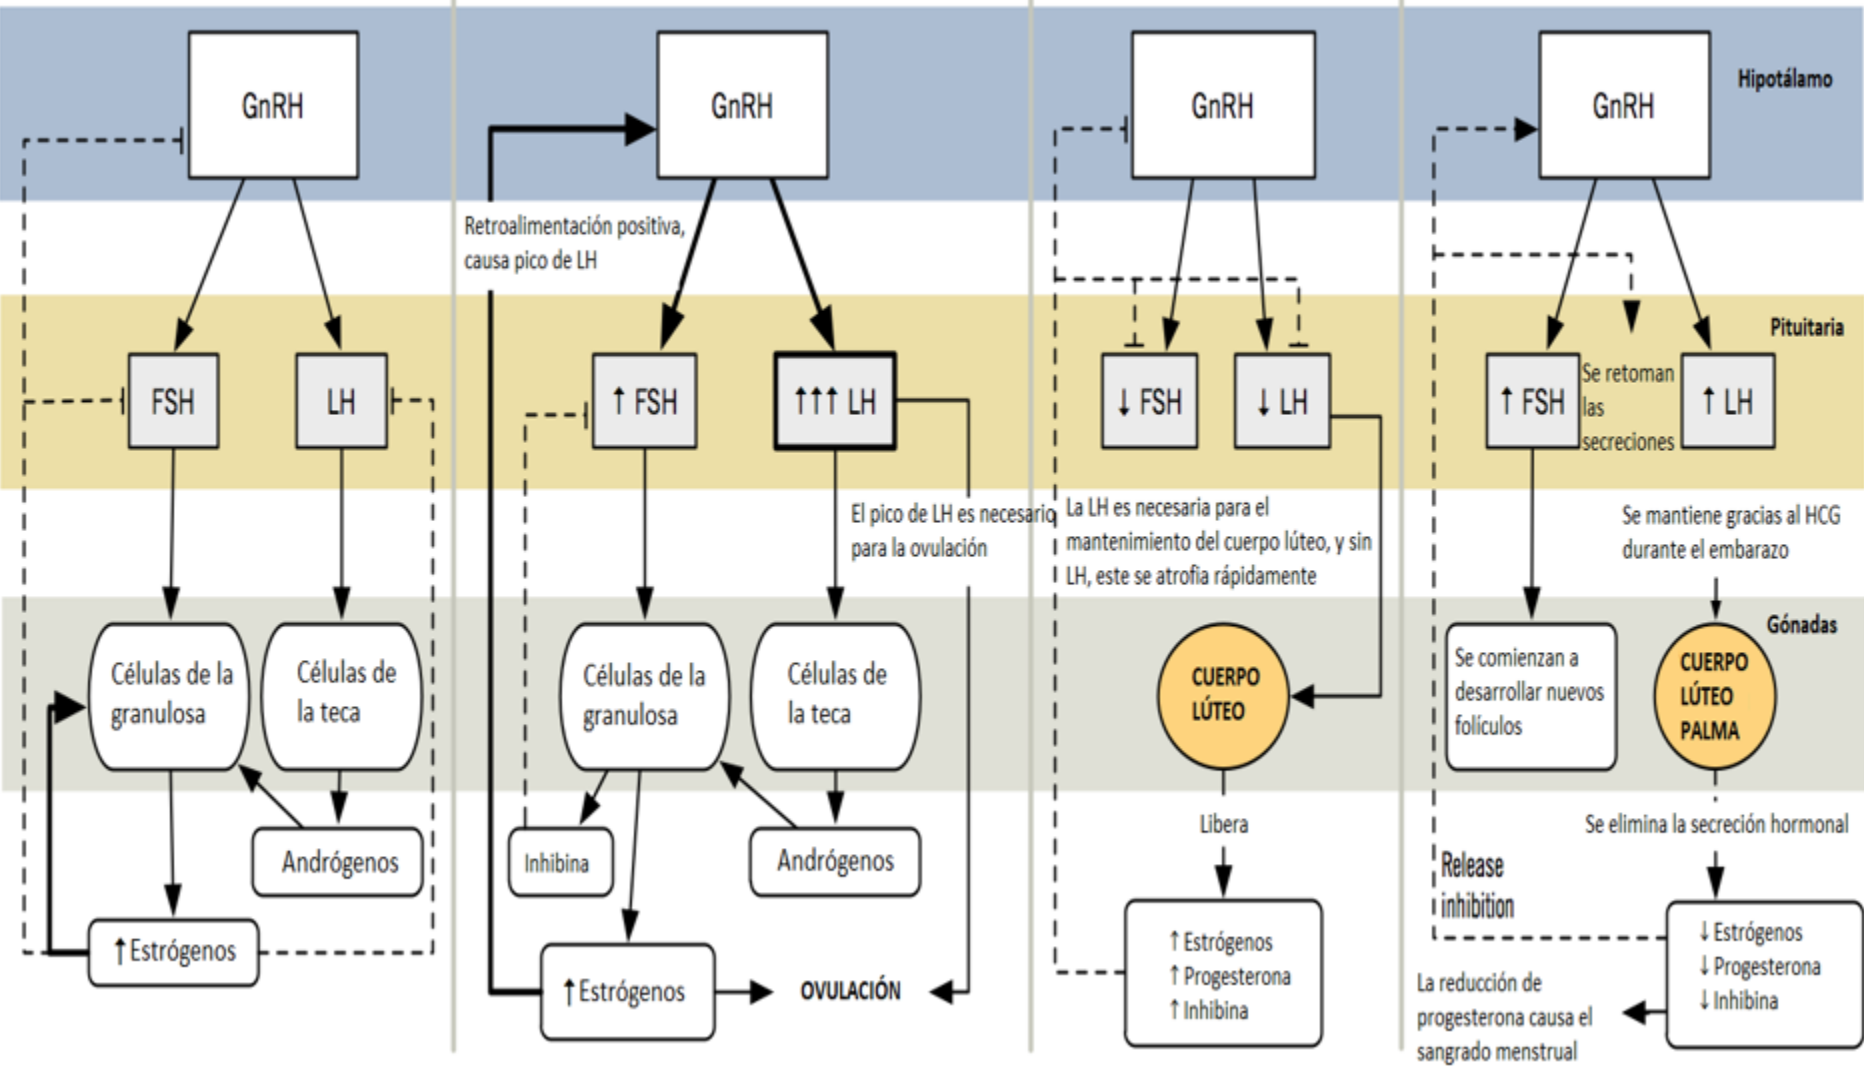 GnRH
FSH
LH
Células de la
granulosa
Células de
la teca
Andrógenos
↑Estrógenos
GnRH
Retroalimentación positiva,
causa pico de LH
↑ FSH
↑↑↑ LH
El pico de LH es necesario
para la ovulación
Células de la
granulosa
Células de
la teca
Inhibina
Andrógenos
↑Estrógenos
OVULACIÓN
GnRH
↓ FSH
↓ LH
La LH es necesaria para el
mantenimiento del cuerpo lúteo, y sin
LH, este se atrofia rápidamente
CUERPO
LÚTEO
Libera
↑ Estrógenos
↑ Progesterona
↑ Inhibina
GnRH
Hipotálamo
Pituitaria
↑ FSH
Se retoman
las
secreciones
↑ LH
Se mantiene gracias al HCG
durante el embarazo
Gónadas
Se comienzan a
desarrollar nuevos
folículos
CUERPO
LÚTEO
PALMA
Se elimina la secreción hormonal
Release
inhibition
↓ Estrógenos
↓ Progesterona
↓ Inhibina
La reducción de
progesterona causa el
sangrado menstrual